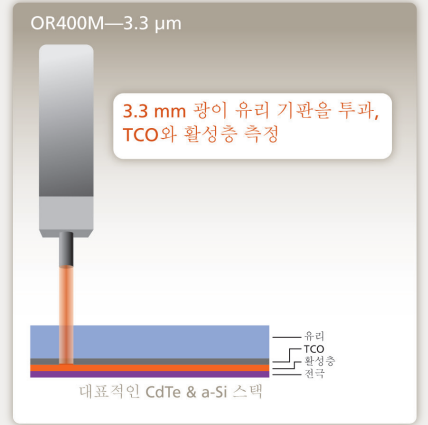 OR400M—3.3 µm
3.3 mm 광이 유리 기판을 투과,
TCO와 활성층 측정
유리
TCO
활성층
전극
대표적인 CdTe & a-Si 스택